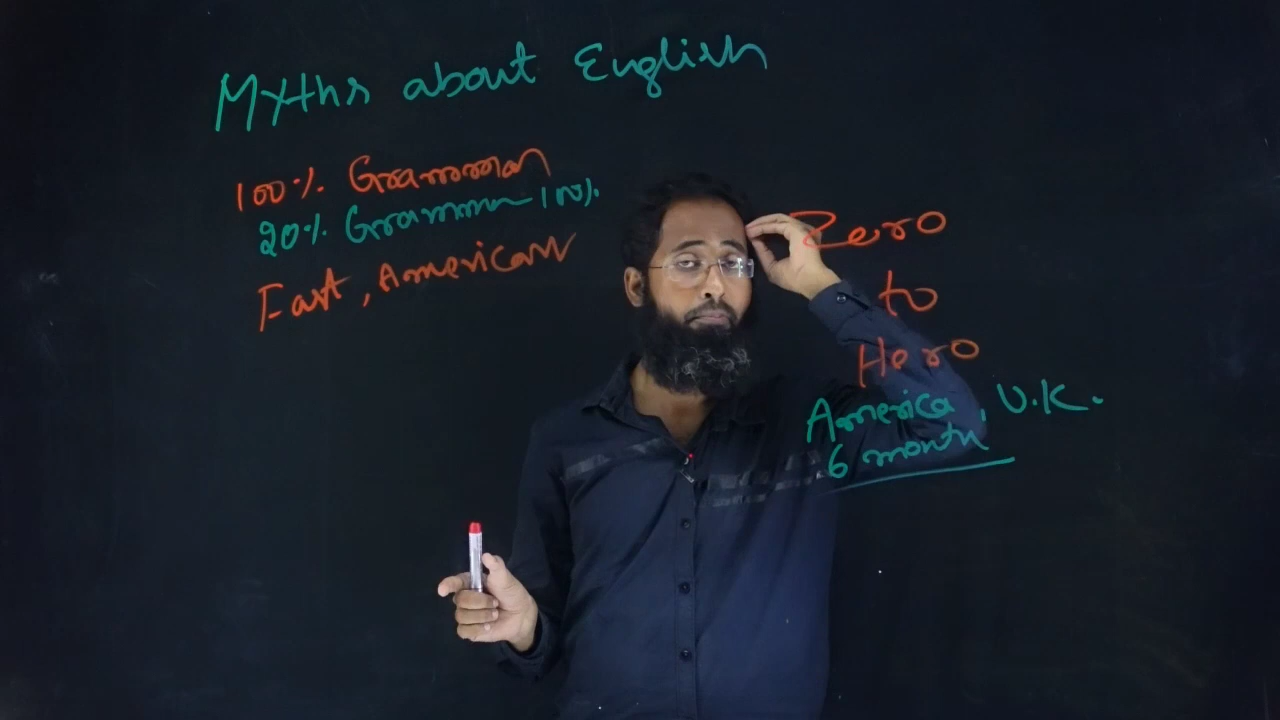 Myths about English
100% Grammar
20% Grammar 100%
Fast, American
Zero
to
Hero
America, U.K.
6 month